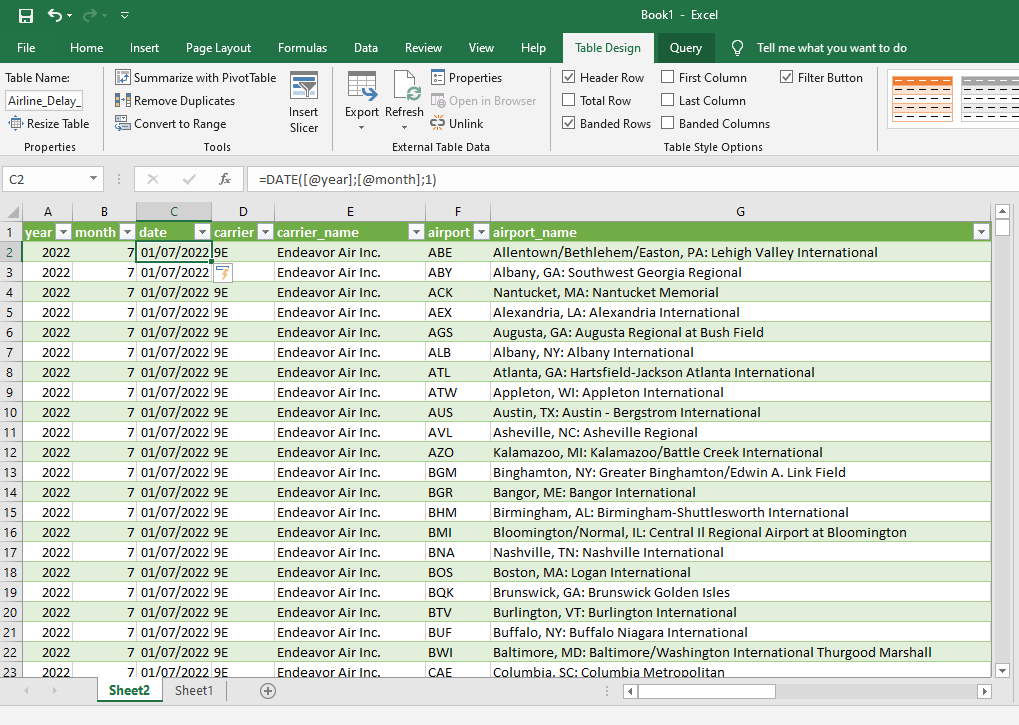 Book1 - Excel
File Home Insert Page Layout Formulas Data Review View Help Table Design Query Tell me what you want to do
Table Name:
Airline_Delay_
Resize Table
Properties
Summarize with PivotTable
Remove Duplicates
Convert to Range
Tools
Insert
Slicer
Export
Refresh
Properties
Open in Browser
Unlink
External Table Data
Header Row First Column Filter Button
Total Row Last Column
Banded Rows Banded Columns
Table Style Options
C2 fx =DATE([@year];[@month];1)
A B C D E F G
1 year month date carrier carrier_name airport airport_name
2 2022 7 01/07/2022 9E Endeavor Air Inc. ABE Allentown/Bethlehem/Easton, PA: Lehigh Valley International
3 2022 7 01/07/2022 Endeavor Air Inc. ABY Albany, GA: Southwest Georgia Regional
4 2022 7 01/07/2022 9E Endeavor Air Inc. ACK Nantucket, MA: Nantucket Memorial
5 2022 7 01/07/2022 9E Endeavor Air Inc. AEX Alexandria, LA: Alexandria International
6 2022 7 01/07/2022 9E Endeavor Air Inc. AGS Augusta, GA: Augusta Regional at Bush Field
7 2022 7 01/07/2022 9E Endeavor Air Inc. ALB Albany, NY: Albany International
8 2022 7 01/07/2022 9E Endeavor Air Inc. ATL Atlanta, GA: Hartsfield-Jackson Atlanta International
9 2022 7 01/07/2022 9E Endeavor Air Inc. ATW Appleton, WI: Appleton International
10 2022 7 01/07/2022 9E Endeavor Air Inc. AUS Austin, TX: Austin - Bergstrom International
11 2022 7 01/07/2022 9E Endeavor Air Inc. AVL Asheville, NC: Asheville Regional
12 2022 7 01/07/2022 9E Endeavor Air Inc. AZO Kalamazoo, MI: Kalamazoo/Battle Creek International
13 2022 7 01/07/2022 9E Endeavor Air Inc. BGM Binghamton, NY: Greater Binghamton/Edwin A. Link Field
14 2022 7 01/07/2022 9E Endeavor Air Inc. BGR Bangor, ME: Bangor International
15 2022 7 01/07/2022 9E Endeavor Air Inc. BHM Birmingham, AL: Birmingham-Shuttlesworth International
16 2022 7 01/07/2022 9E Endeavor Air Inc. BMI Bloomington/Normal, IL: Central Il Regional Airport at Bloomington
17 2022 7 01/07/2022 9E Endeavor Air Inc. BNA Nashville, TN: Nashville International
18 2022 7 01/07/2022 9E Endeavor Air Inc. BOS Boston, MA: Logan International
19 2022 7 01/07/2022 9E Endeavor Air Inc. BQK Brunswick, GA: Brunswick Golden Isles
20 2022 7 01/07/2022 9E Endeavor Air Inc. BTV Burlington, VT: Burlington International
21 2022 7 01/07/2022 9E Endeavor Air Inc. BUF Buffalo, NY: Buffalo Niagara International
22 2022 7 01/07/2022 9E Endeavor Air Inc. BWI Baltimore, MD: Baltimore/Washington International Thurgood Marshall
23 2022 7 01/07/2022 9E Endeavor Air Inc. CAE Columbia, SC: Columbia Metropolitan
Sheet2 Sheet1